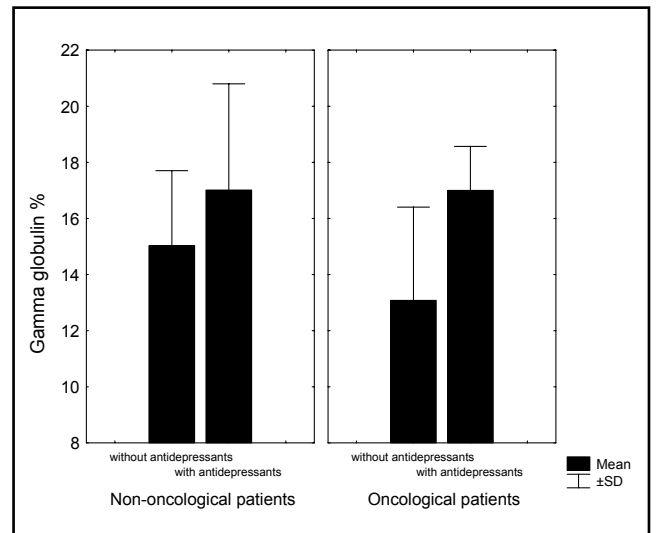 Gamma globulin %
22
20
18
16
14
12
10
8
without antidepressants
with antidepressants
Non-oncological patients
without antidepressants
with antidepressants
Oncological patients
Mean
±SD